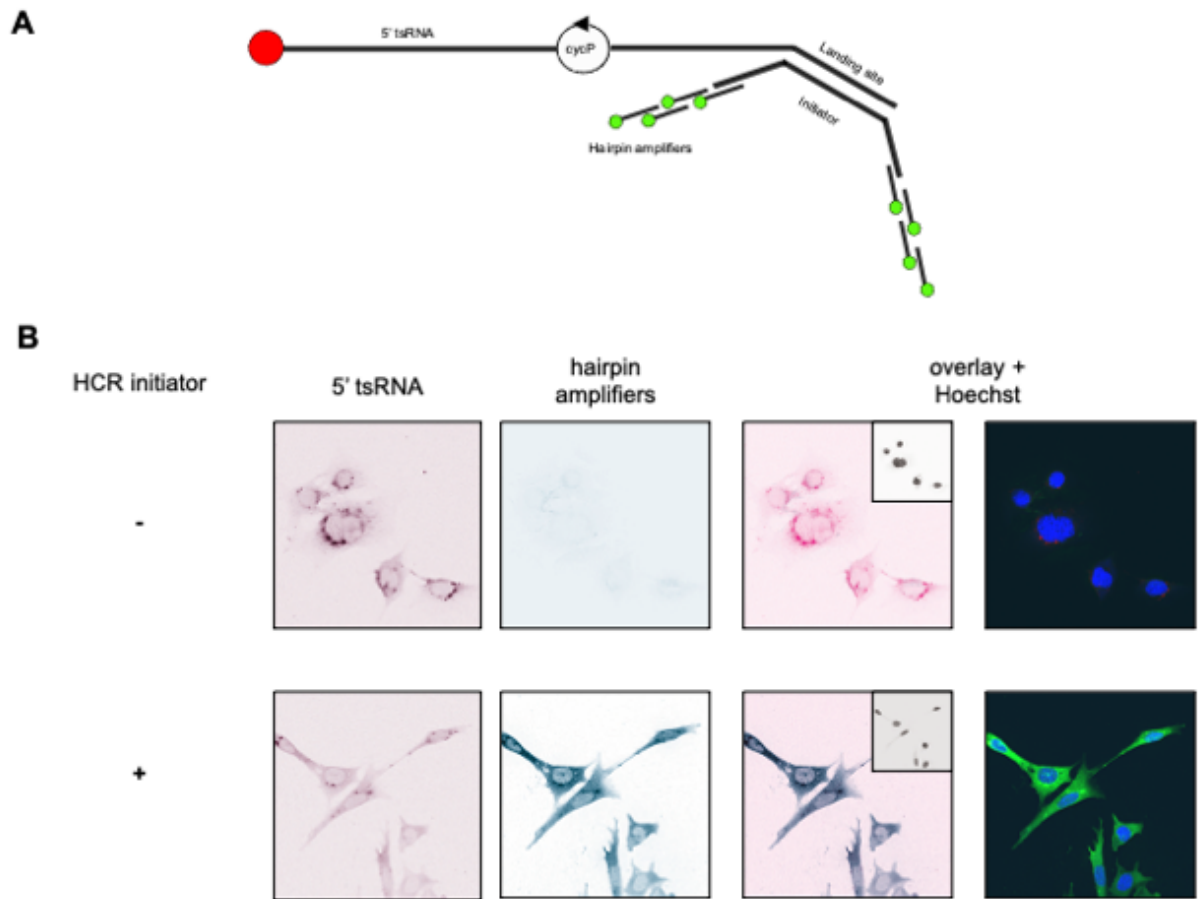 A
5' tsRNA
cycP
Landing site
Initiator
Hairpin amplifiers
B
HCR initiator
5' tsRNA
hairpin
amplifiers
overlay +
Hoechst
-
+